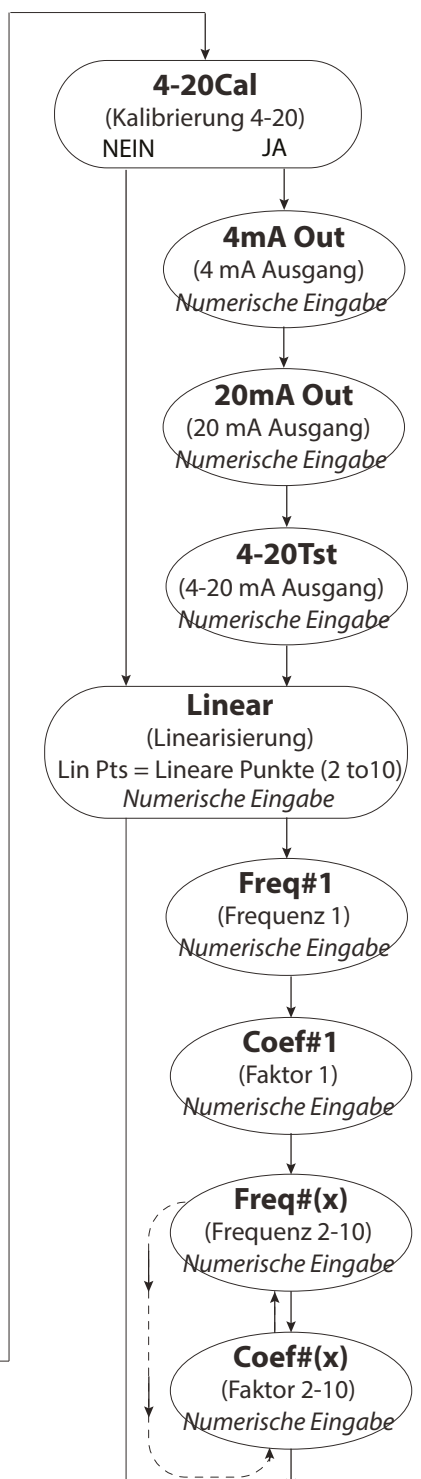 4-20Cal
(Kalibrierung 4-20)
NEIN JA
4mA Out
(4 mA Ausgang)
Numerische Eingabe
20mA Out
(20 mA Ausgang)
Numerische Eingabe
4-20Tst
(4-20 mA Ausgang)
Numerische Eingabe
Linear
(Linearisierung)
Lin Pts = Lineare Punkte (2 to10)
Numerische Eingabe
Freq#1
(Frequenz 1)
Numerische Eingabe
Coef#1
(Faktor 1)
Numerische Eingabe
Freq#(x)
(Frequenz 2-10)
Numerische Eingabe
Coef#(x)
(Faktor 2-10)
Numerische Eingabe